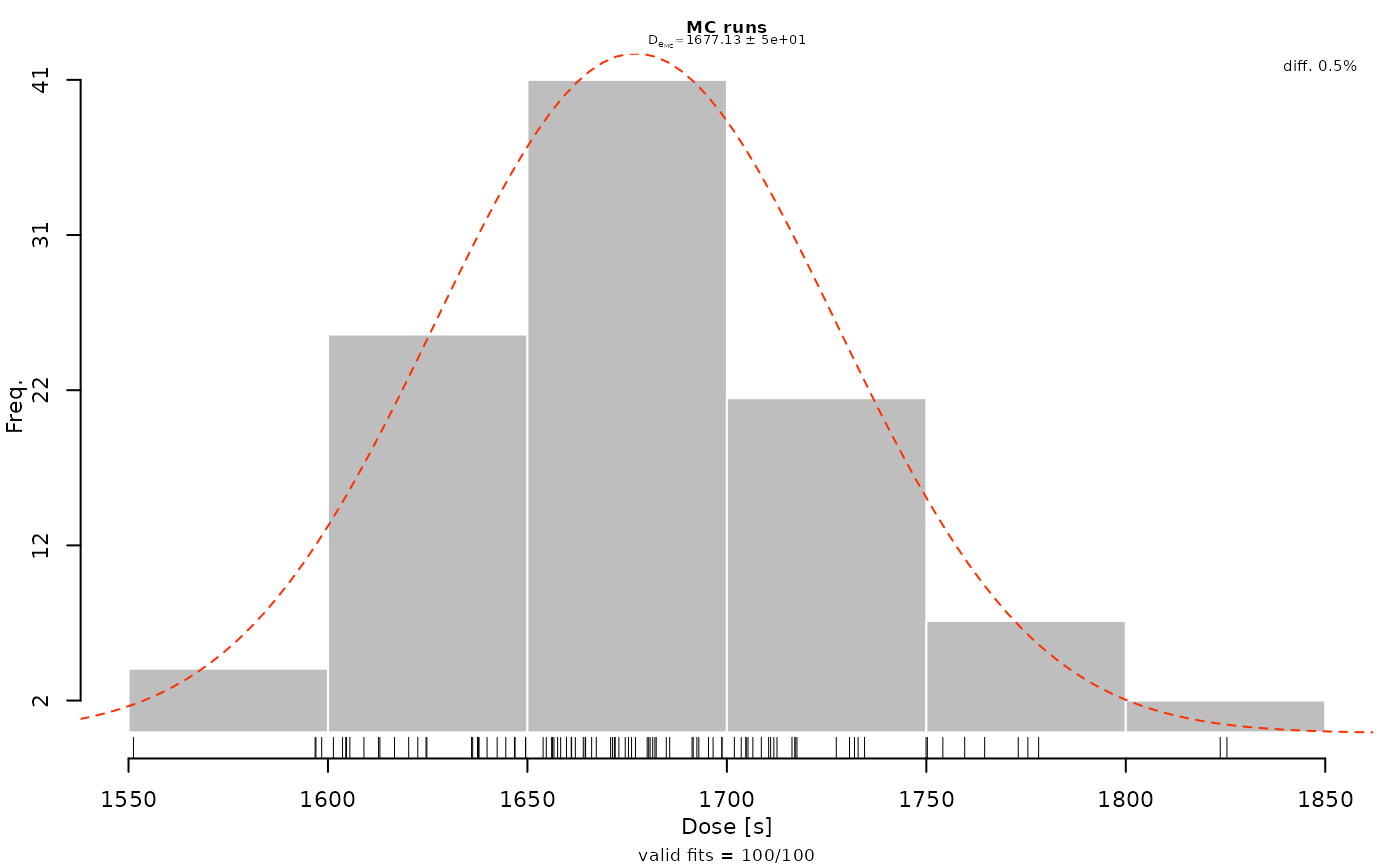 MC runs
DeMC=1677.13 ± 5e+01
diff. 0.5%
41
31
22
12
2
Freq.
1550 1600 1650 1700 1750 1800 1850
Dose [s]
valid fits = 100/100